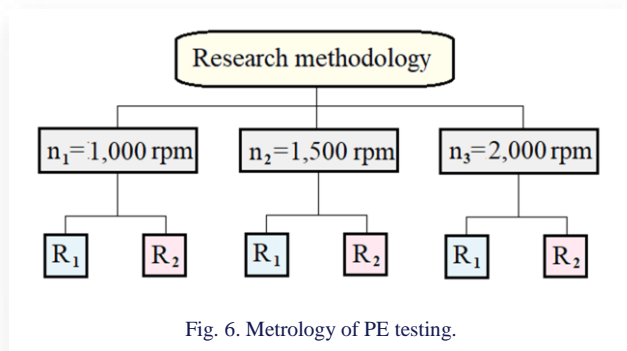 Research methodology
n₁=1,000 rpm n₂=1,500 rpm n₃=2,000 rpm
R₁ R₂ R₁ R₂ R₁ R₂
Fig. 6. Metrology of PE testing.